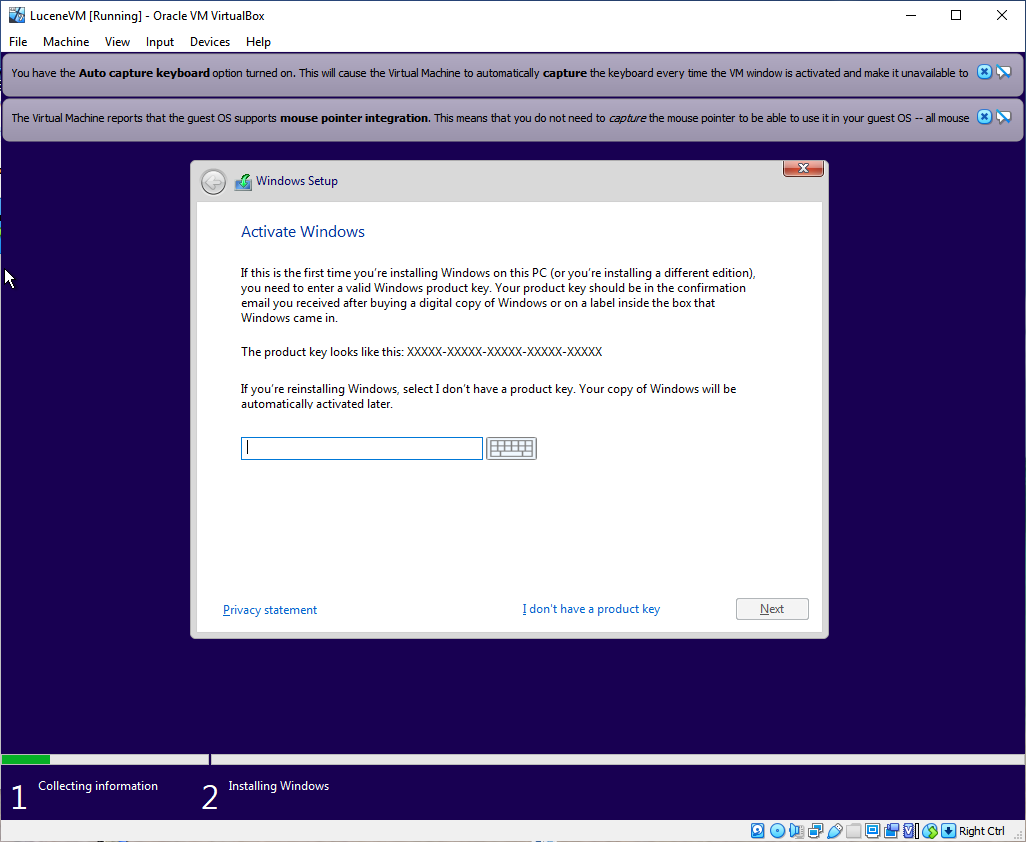 LuceneVM [Running] - Oracle VM VirtualBox
File Machine View Input Devices Help
You have the Auto capture keyboard option turned on. This will cause the Virtual Machine to automatically capture the keyboard every time the VM window is activated and make it unavailable to
The Virtual Machine reports that the guest OS supports mouse pointer integration. This means that you do not need to capture the mouse pointer to be able to use it in your guest OS -- all mouse
Windows Setup
Activate Windows
If this is the first time you're installing Windows on this PC (or you're installing a different edition),
you need to enter a valid Windows product key. Your product key should be in the confirmation
email you received after buying a digital copy of Windows or on a label inside the box that
Windows came in.
The product key looks like this: XXXXX-XXXXX-XXXXX-XXXXX-XXXXX
If you're reinstalling Windows, select I don't have a product key. Your copy of Windows will be
automatically activated later.
Privacy statement
I don't have a product key
Next
1 Collecting information
2 Installing Windows
Right Ctrl